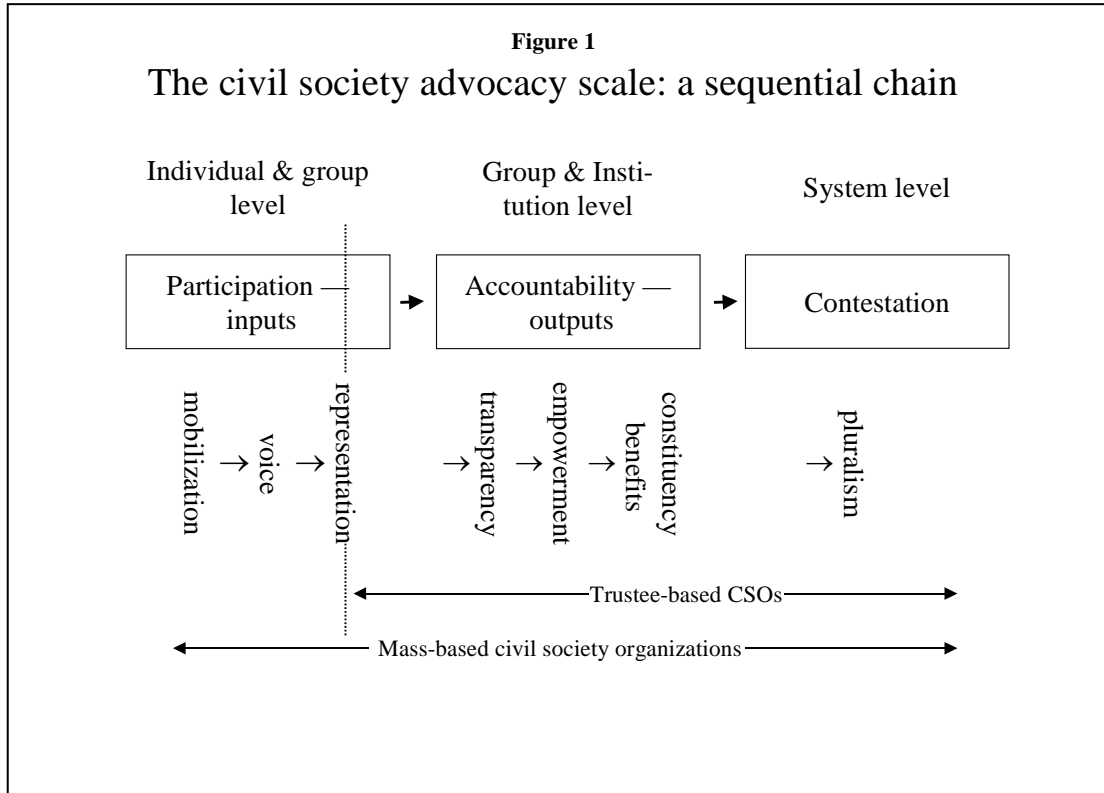 Figure 1
The civil society advocacy scale: a sequential chain
Individual & group
level
Group & Insti-
tution level
System level
Participation —
inputs
Accountability —
outputs
Contestation
mobilization
→
voice
→
representation
→
transparency
→
empowerment
→
constituency
benefits
→
pluralism
Trustee-based CSOs
Mass-based civil society organizations